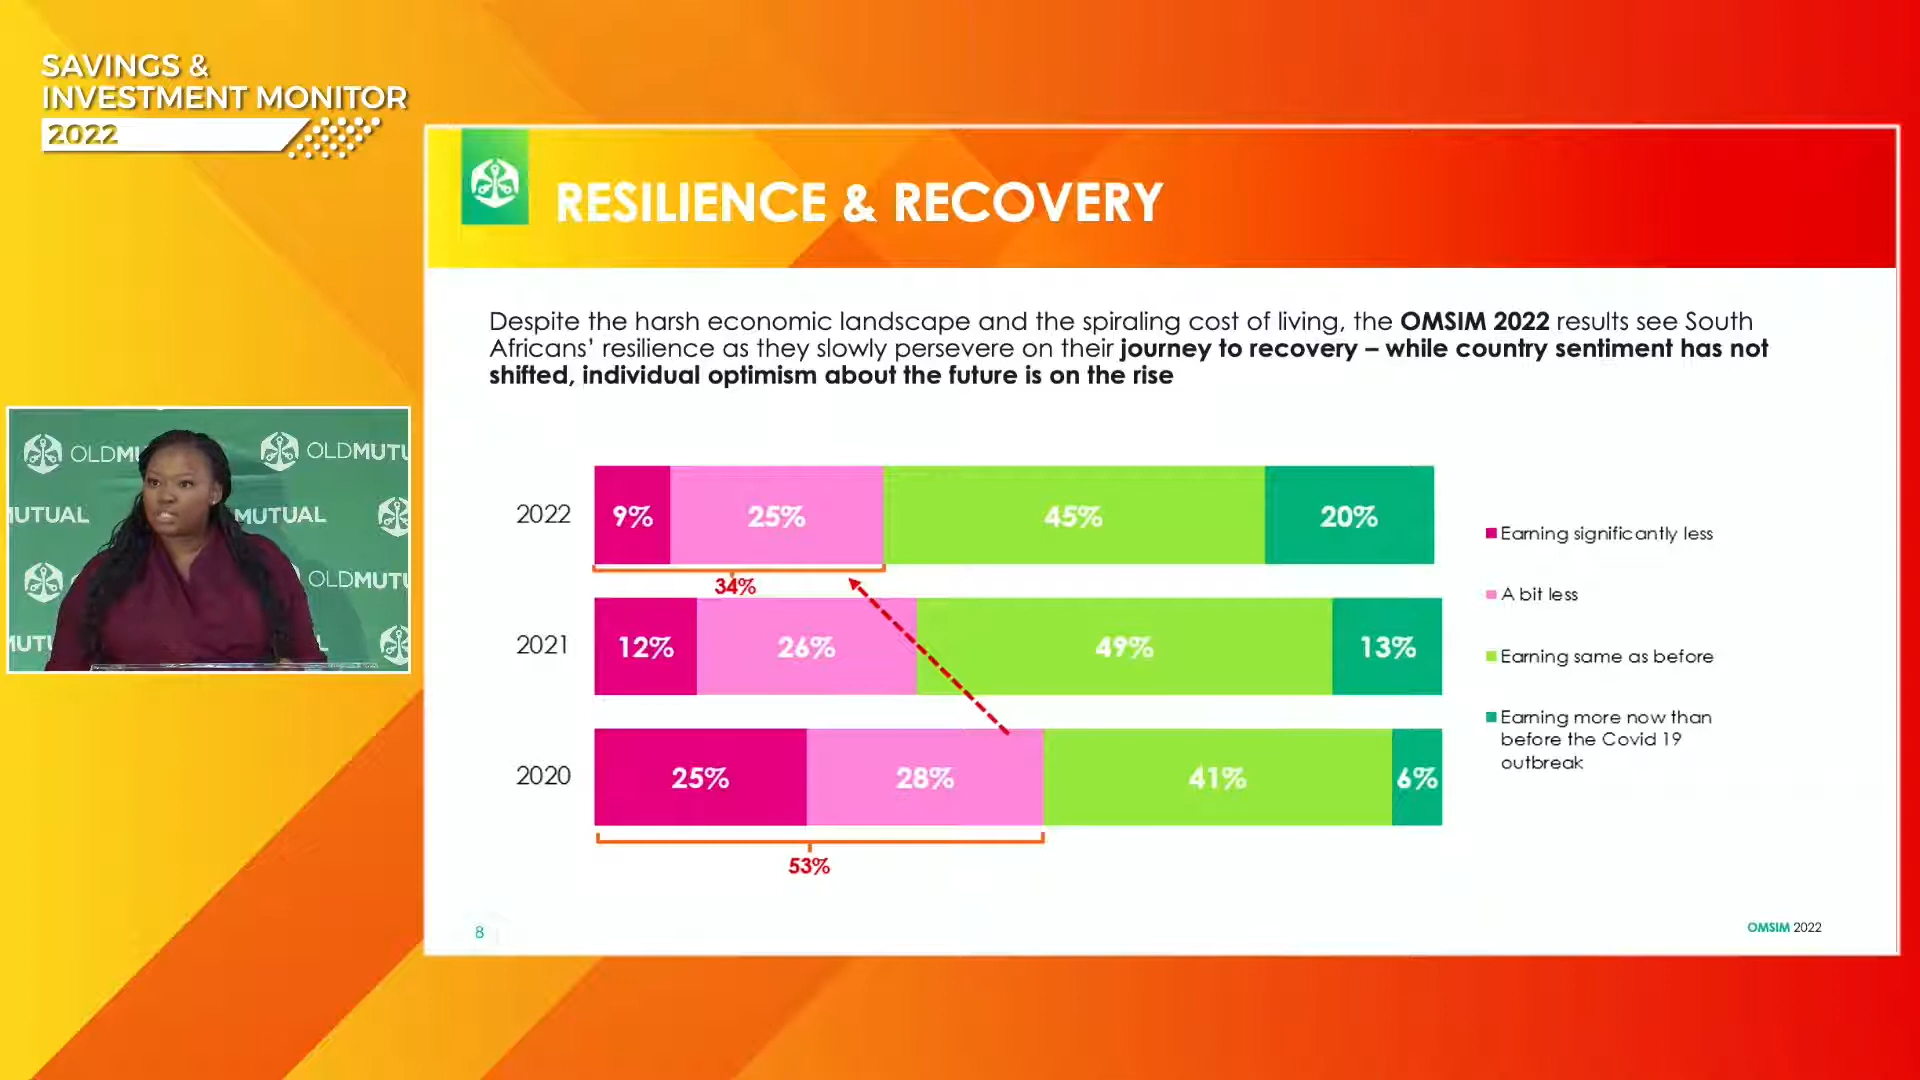 SAVINGS &
INVESTMENT MONITOR
2022
RESILIENCE & RECOVERY
Despite the harsh economic landscape and the spiraling cost of living, the OMSIM 2022 results see South
Africans’ resilience as they slowly persevere on their journey to recovery – while country sentiment has not
shifted, individual optimism about the future is on the rise
2022
9%
25%
45%
20%
34%
2021
12%
26%
49%
13%
2020
25%
28%
41%
6%
53%
Earning significantly less
A bit less
Earning same as before
Earning more now than
before the Covid 19
outbreak
8
OMSIM 2022
OLDMU
OLDMUTU
MUTUAL
MUTUAL
OLDMUTU
MUTU